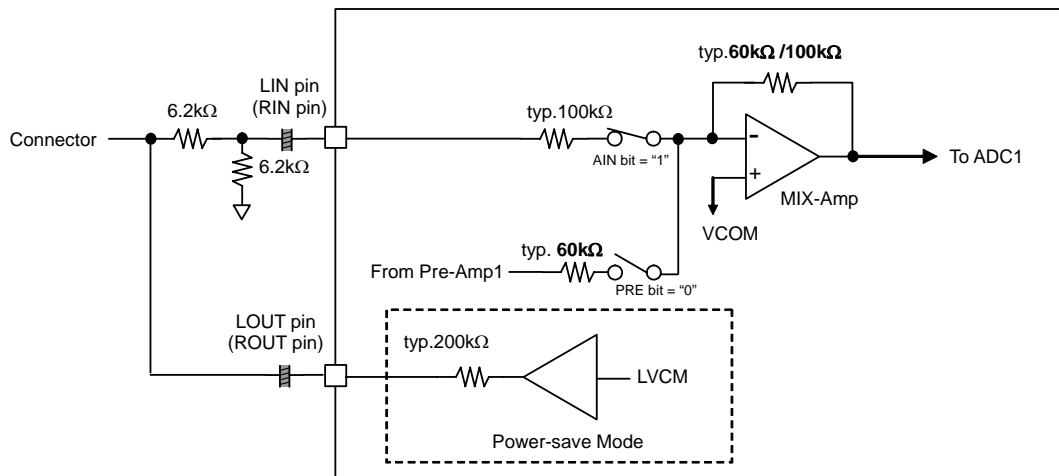 typ.60kΩ /100kΩ
LIN pin
(RIN pin)
6.2kΩ
typ.100kΩ
Connector
-
To ADC1
6.2kΩ
AIN bit = “1”
+
MIX-Amp
VCOM
typ. 60kΩ
From Pre-Amp1
PRE bit = “0”
LOUT pin
(ROUT pin)
typ.200kΩ
LVCM
Power-save Mode